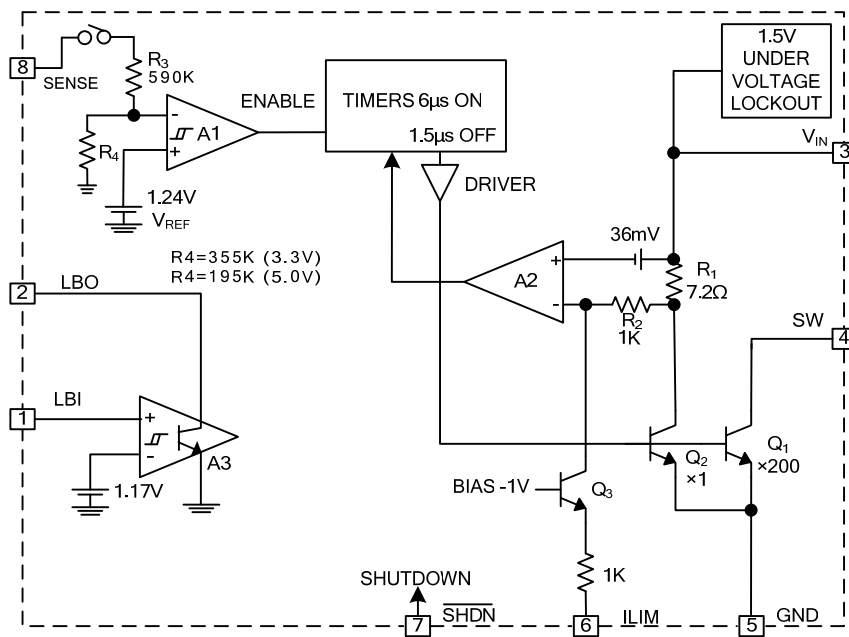 8
SENSE
R3
590K
R4
-
+
A1
1.24V
VREF
ENABLE
TIMERS 6µs ON
1.5µs OFF
DRIVER
1.5V
UNDER
VOLTAGE
LOCKOUT
VIN
3
36mV
+
-
A2
R1
7.2Ω
R2
1K
R4=355K (3.3V)
R4=195K (5.0V)
2
LBO
SW
4
1
LBI
+
-
A3
1.17V
Q2
×1
Q1
×200
BIAS -1V
Q3
1K
SHUTDOWN
7
SHDN
6
ILIM
5
GND